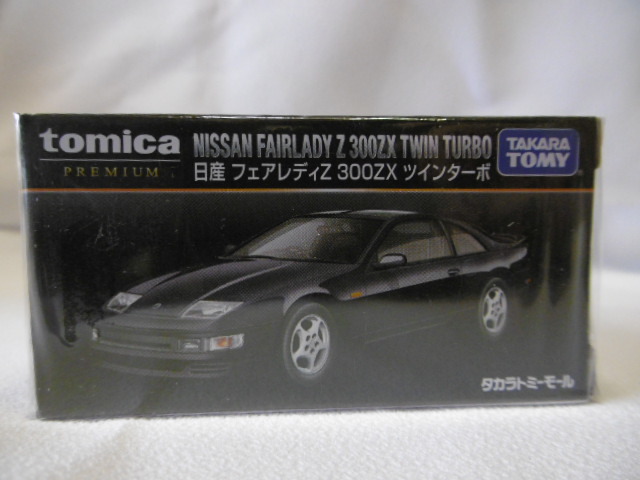 tomica
PREMIUM
NISSAN FAIRLADY Z 300ZX TWIN TURBO
日産 フェアレディZ 300ZX ツインターボ
TAKARA
TOMY
タカラトミーモール